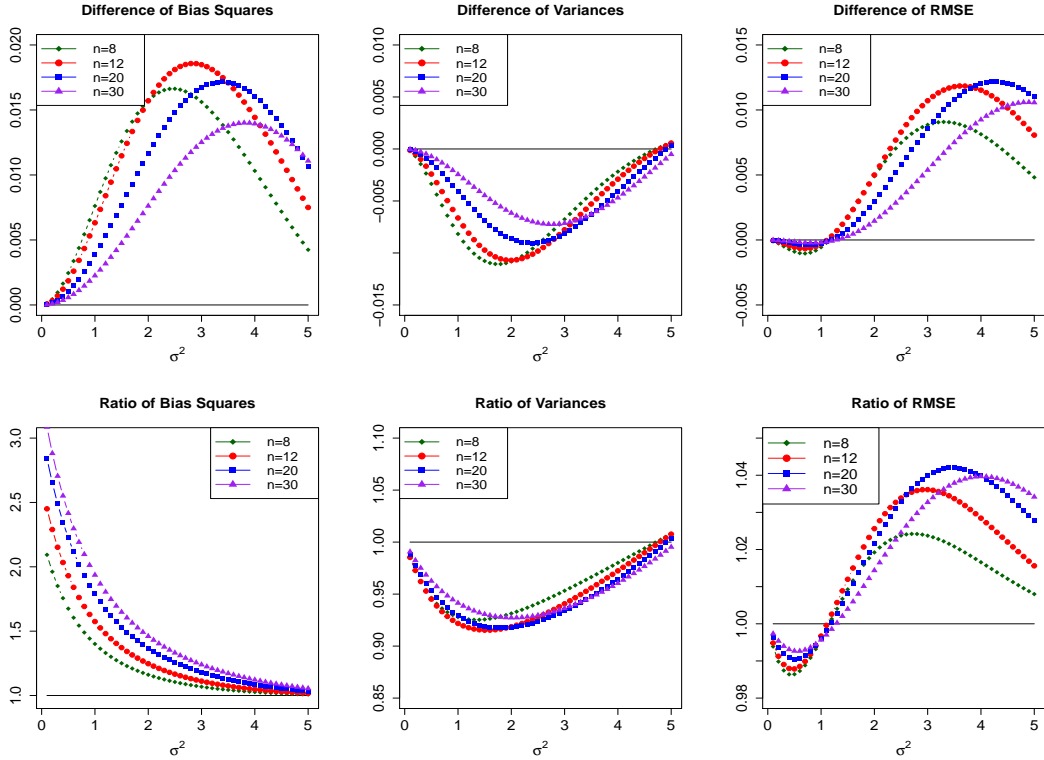 Difference of Bias Squares
n=8
n=12
n=20
n=30
0.020
0.015
0.010
0.005
0.000
0 1 2 3 4 5
σ²
Difference of Variances
n=8
n=12
n=20
n=30
0.010
0.005
0.000
−0.005
−0.015
0 1 2 3 4 5
σ²
Difference of RMSE
n=8
n=12
n=20
n=30
0.015
0.010
0.005
0.000
−0.005
0 1 2 3 4 5
σ²
Ratio of Bias Squares
n=8
n=12
n=20
n=30
3.0
2.5
2.0
1.5
1.0
0 1 2 3 4 5
σ²
Ratio of Variances
n=8
n=12
n=20
n=30
1.10
1.05
1.00
0.95
0.90
0.85
0 1 2 3 4 5
σ²
Ratio of RMSE
n=8
n=12
n=20
n=30
1.04
1.02
1.00
0.98
0 1 2 3 4 5
σ²